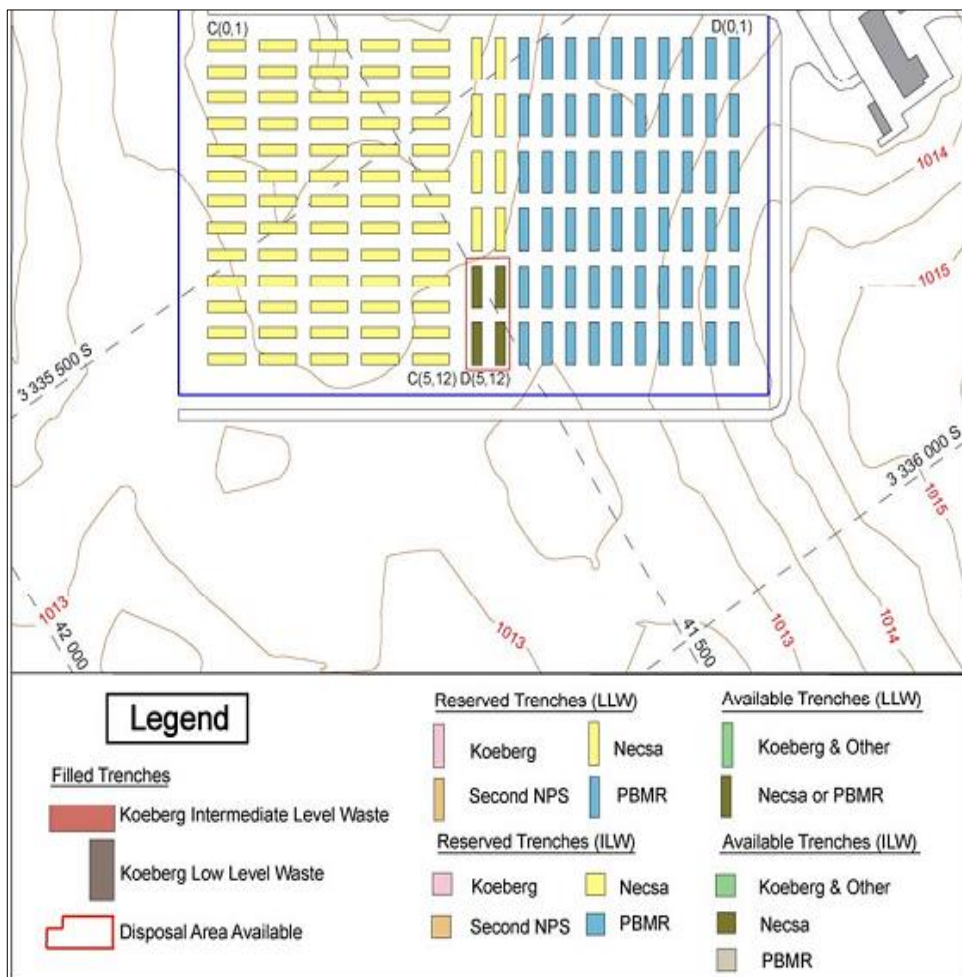 C(0,1)
D(0,1)
1014
1015
3 335 500 S
C(5,12) D(5,12)
3 336 000 S
1015
1013
42 000
1013
41 500
1013
1014
Legend
Filled Trenches
Koeberg Intermediate Level Waste
Koeberg Low Level Waste
Disposal Area Available
Reserved Trenches (LLW)
Koeberg
Necsa
Second NPS
PBMR
Reserved Trenches (ILW)
Koeberg
Necsa
Second NPS
PBMR
Available Trenches (LLW)
Koeberg & Other
Necsa or PBMR
Available Trenches (ILW)
Koeberg & Other
Necsa
PBMR